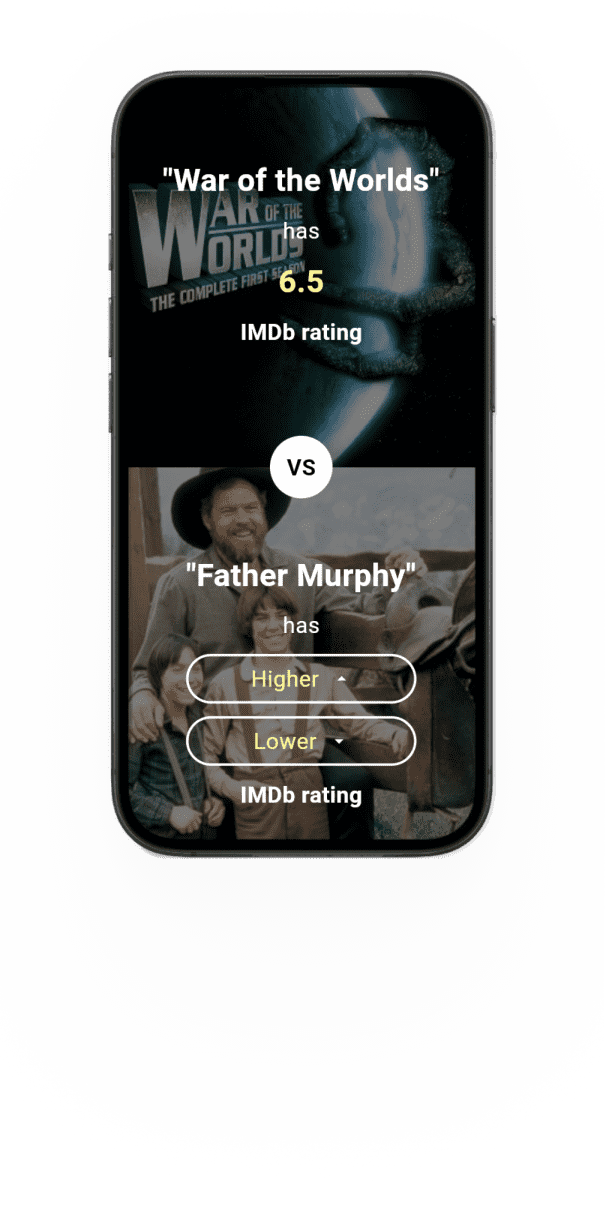 "War of the Worlds"
WAR OF THE
WORLDS
has
THE COMPLETE FIRST SEASON
6.5
IMDb rating
VS
"Father Murphy"
has
Higher
Lower
IMDb rating